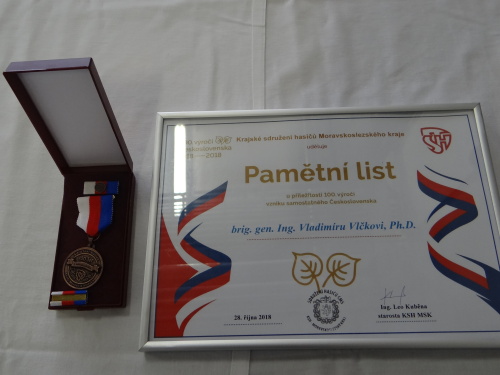 výročí
Československa
—2018
Krajské sdružení hasičů Moravskoslezského kraje
uděluje
Pamětní list
u příležitosti 100. výročí
vzniku samostatného Československa
brig. gen. Ing. Vladimíru Vlčkovi, Ph.D.
28. října 2018
Ing. Leo Kuběna
starosta KSH MSK